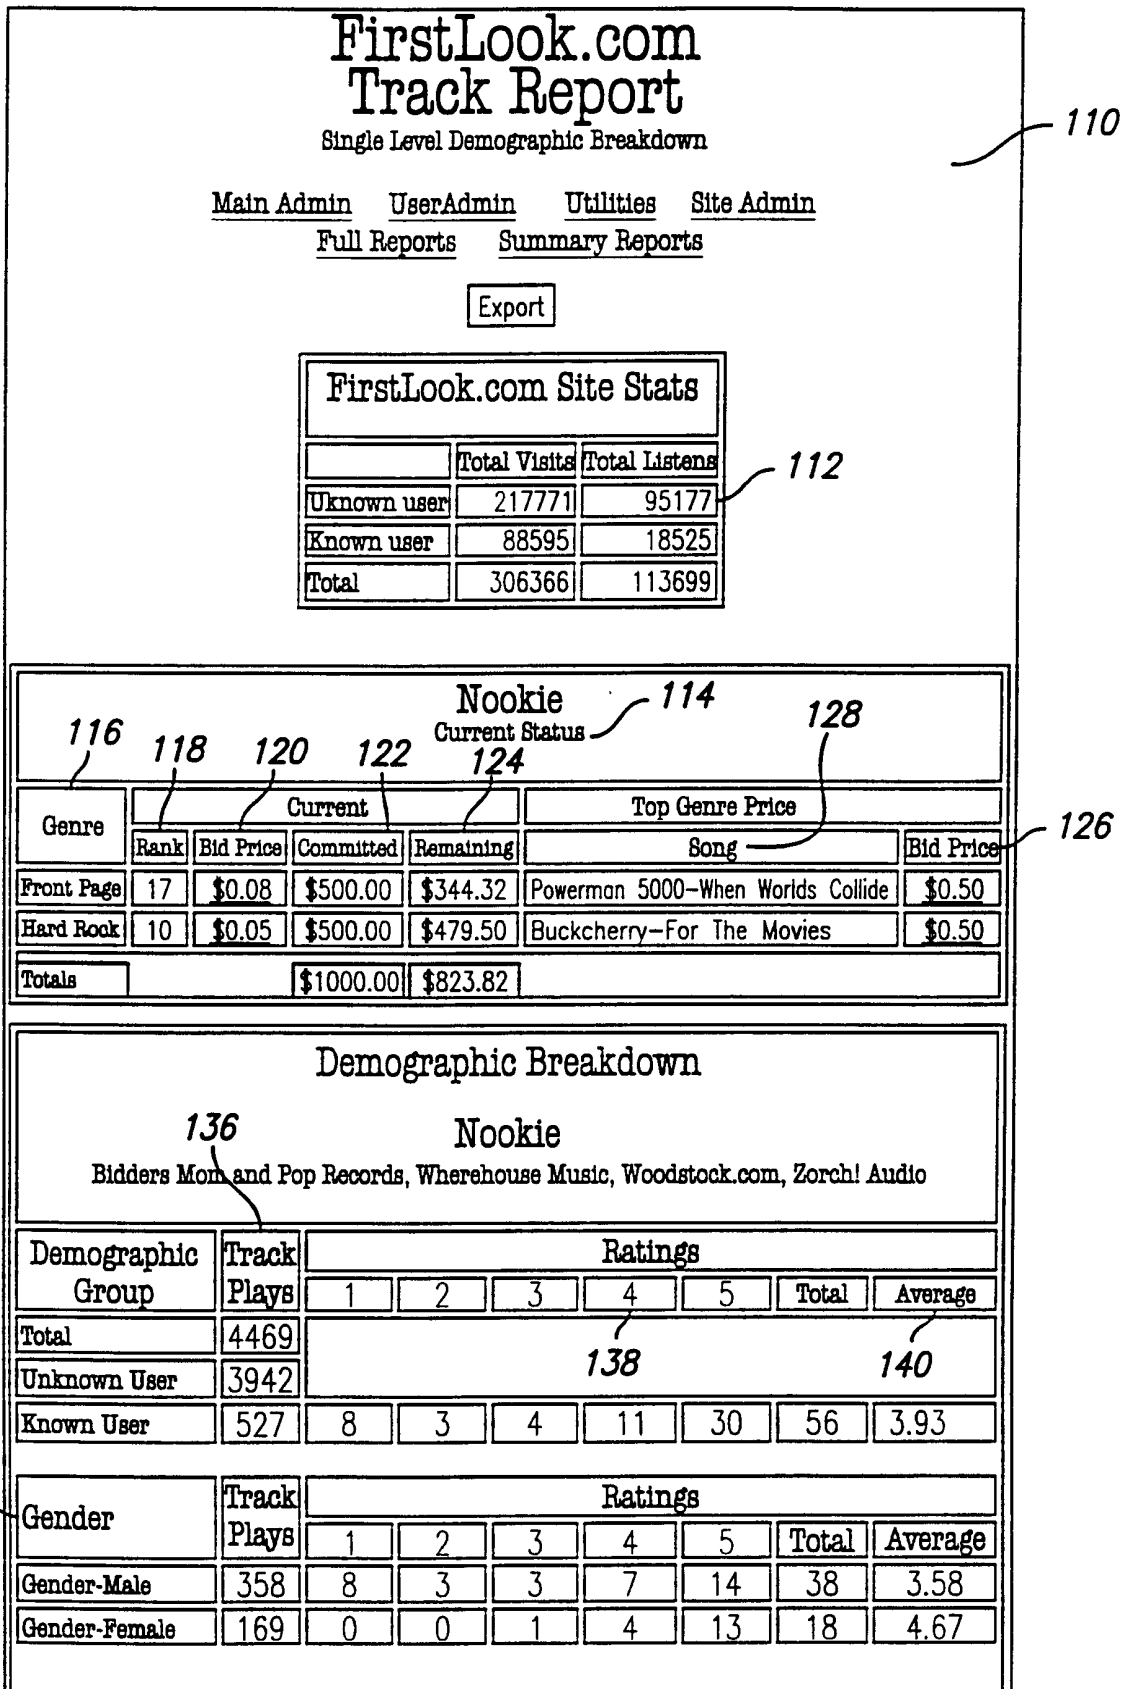 FirstLook.com
Track Report
Single Level Demographic Breakdown
110
Main Admin UserAdmin Utilities Site Admin
Full Reports Summary Reports
Export
FirstLook.com Site Stats
Total Visits Total Listens
112
Uknown user 217771 95177
Known user 88595 18525
Total 306366 113699
Nookie
114
Current Status
116 118 120 122 124 128
Genre Current Top Genre Price
126
Rank Bid Price Committed Remaining Song Bid Price
Front Page 17 $0.08 $500.00 $344.32 Powerman 5000-When Worlds Collide $0.50
Hard Rock 10 $0.05 $500.00 $479.50 Buckcherry-For The Movies $0.50
Totals $1000.00 $823.82
Demographic Breakdown
136
Nookie
Bidders Mom and Pop Records, Wherehouse Music, Woodstock.com, Zorch! Audio
Demographic Group Track Plays Ratings
1 2 3 4 5 Total Average
Total 4469
138 140
Unknown User 3942
Known User 527 8 3 4 11 30 56 3.93
Gender Track Plays Ratings
1 2 3 4 5 Total Average
Gender-Male 358 8 3 3 7 14 38 3.58
Gender-Female 169 0 0 1 4 13 18 4.67